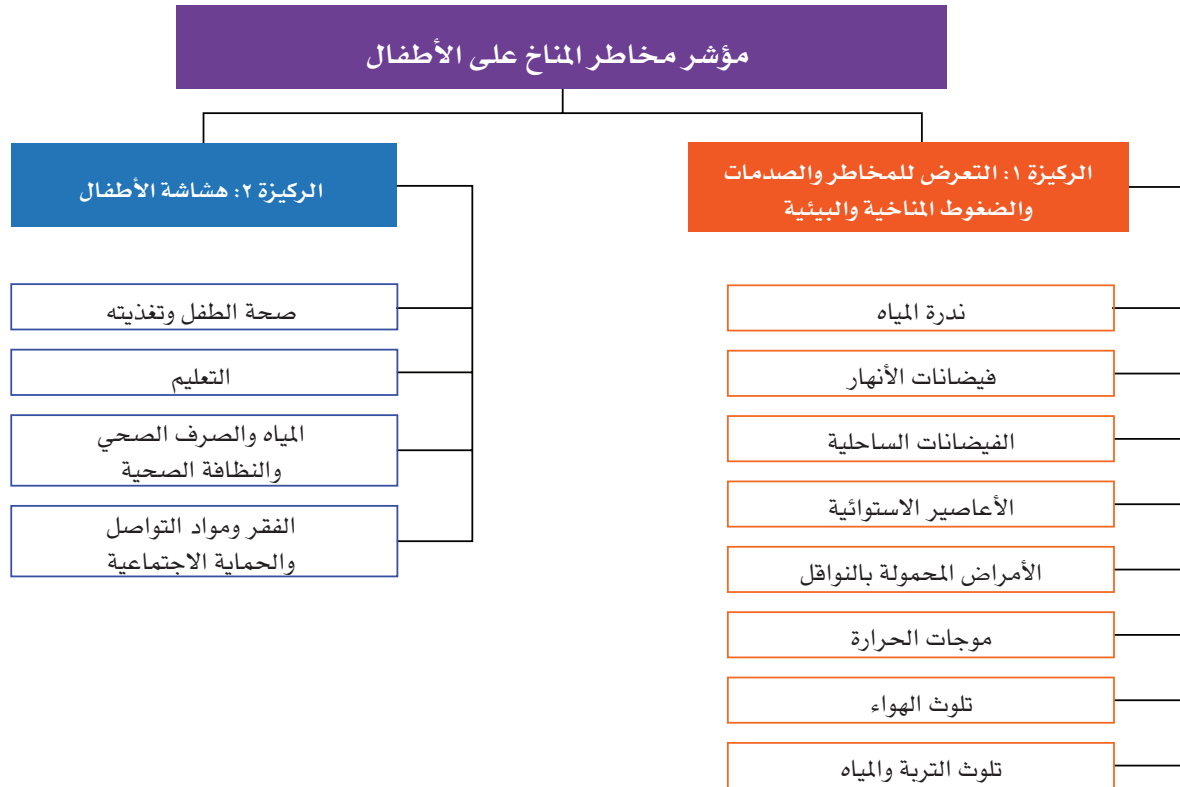 مؤشر مخاطر المناخ على الأطفال
الركيزة ١: التعرض للمخاطر والصدمات
والضغوط المناخية والبيئية
ندرة المياه
فيضانات الأنهار
الفيضانات الساحلية
الأعاصير الاستوائية
الأمراض المحمولة بالنواقل
موجات الحرارة
تلوث الهواء
تلوث التربة والمياه
الركيزة ٢: هشاشة الأطفال
صحة الطفل وتغذيته
التعليم
المياه والصرف الصحي
والنظافة الصحية
الفقر ومواد التواصل
والحماية الاجتماعية